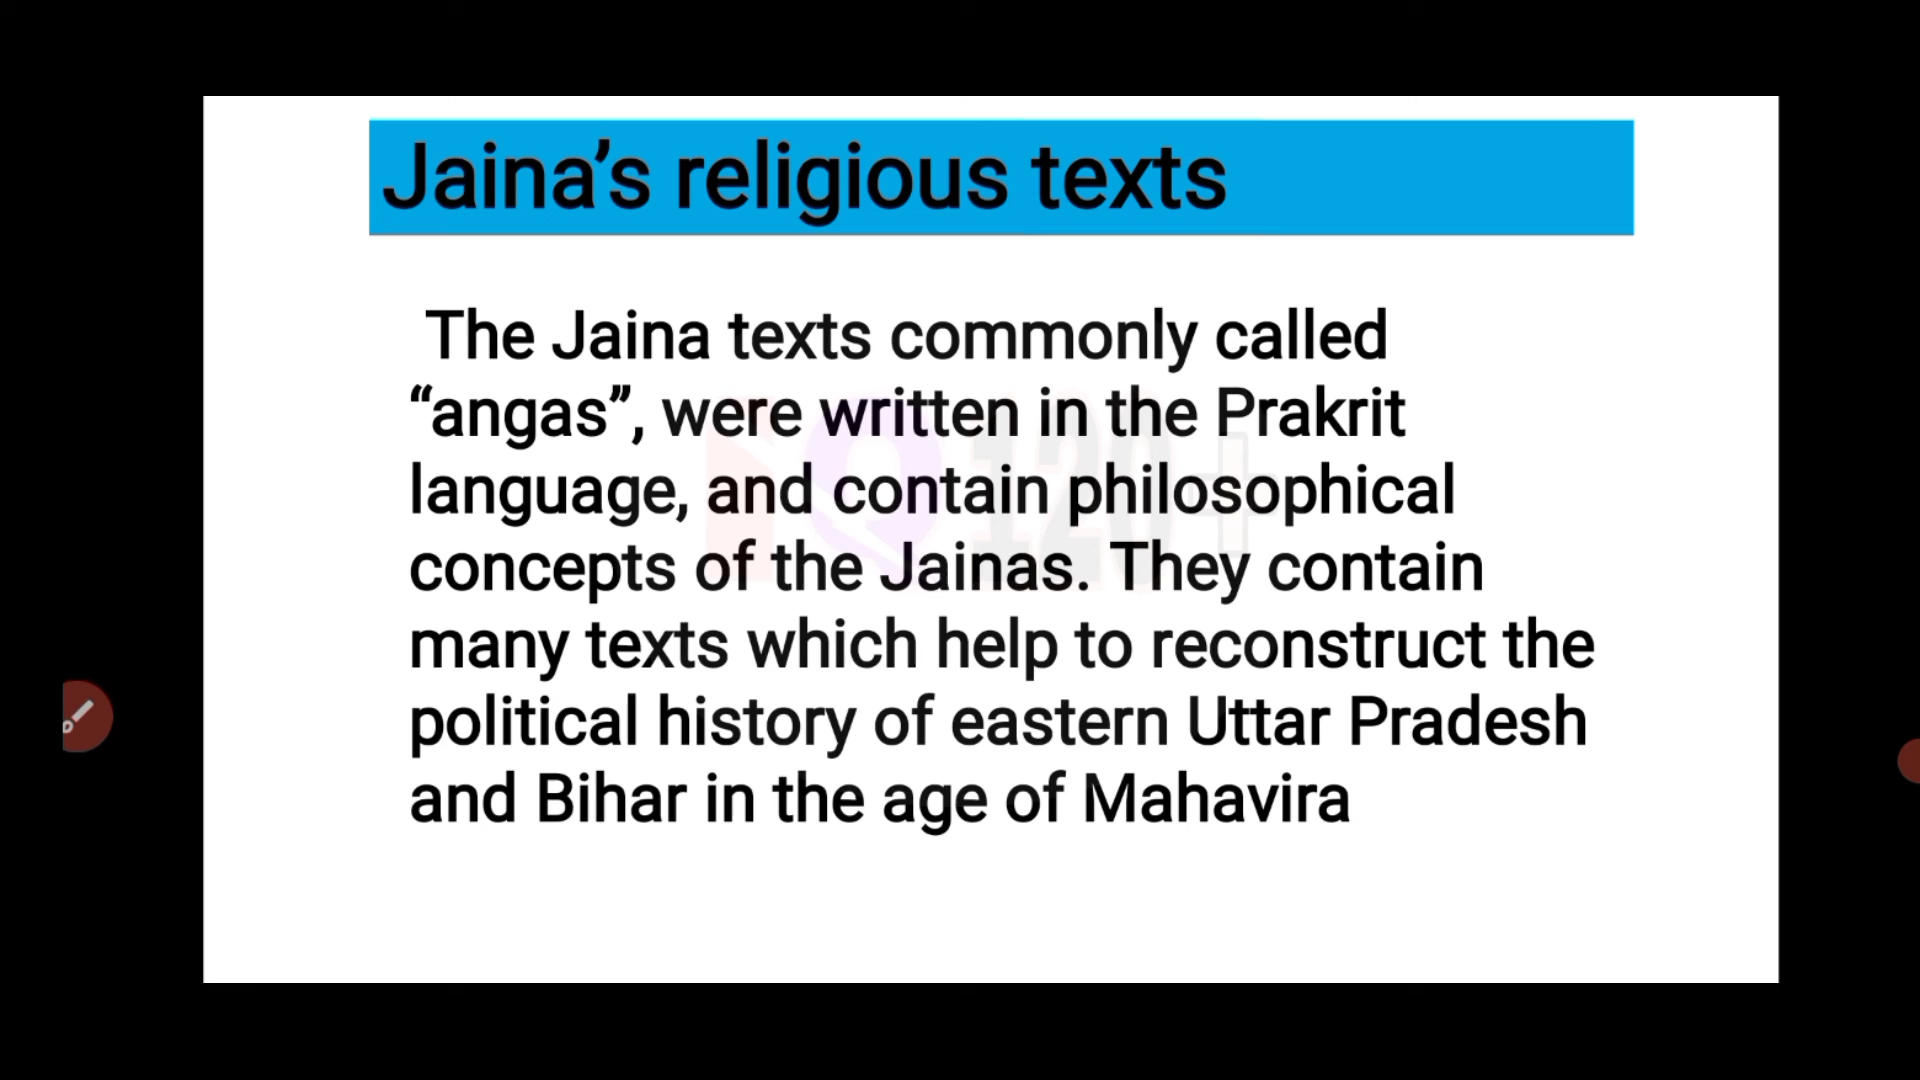 Jaina’s religious texts
The Jaina texts commonly called
“angas”, were written in the Prakrit
language, and contain philosophical
concepts of the Jainas. They contain
many texts which help to reconstruct the
political history of eastern Uttar Pradesh
and Bihar in the age of Mahavira
IQ 120+